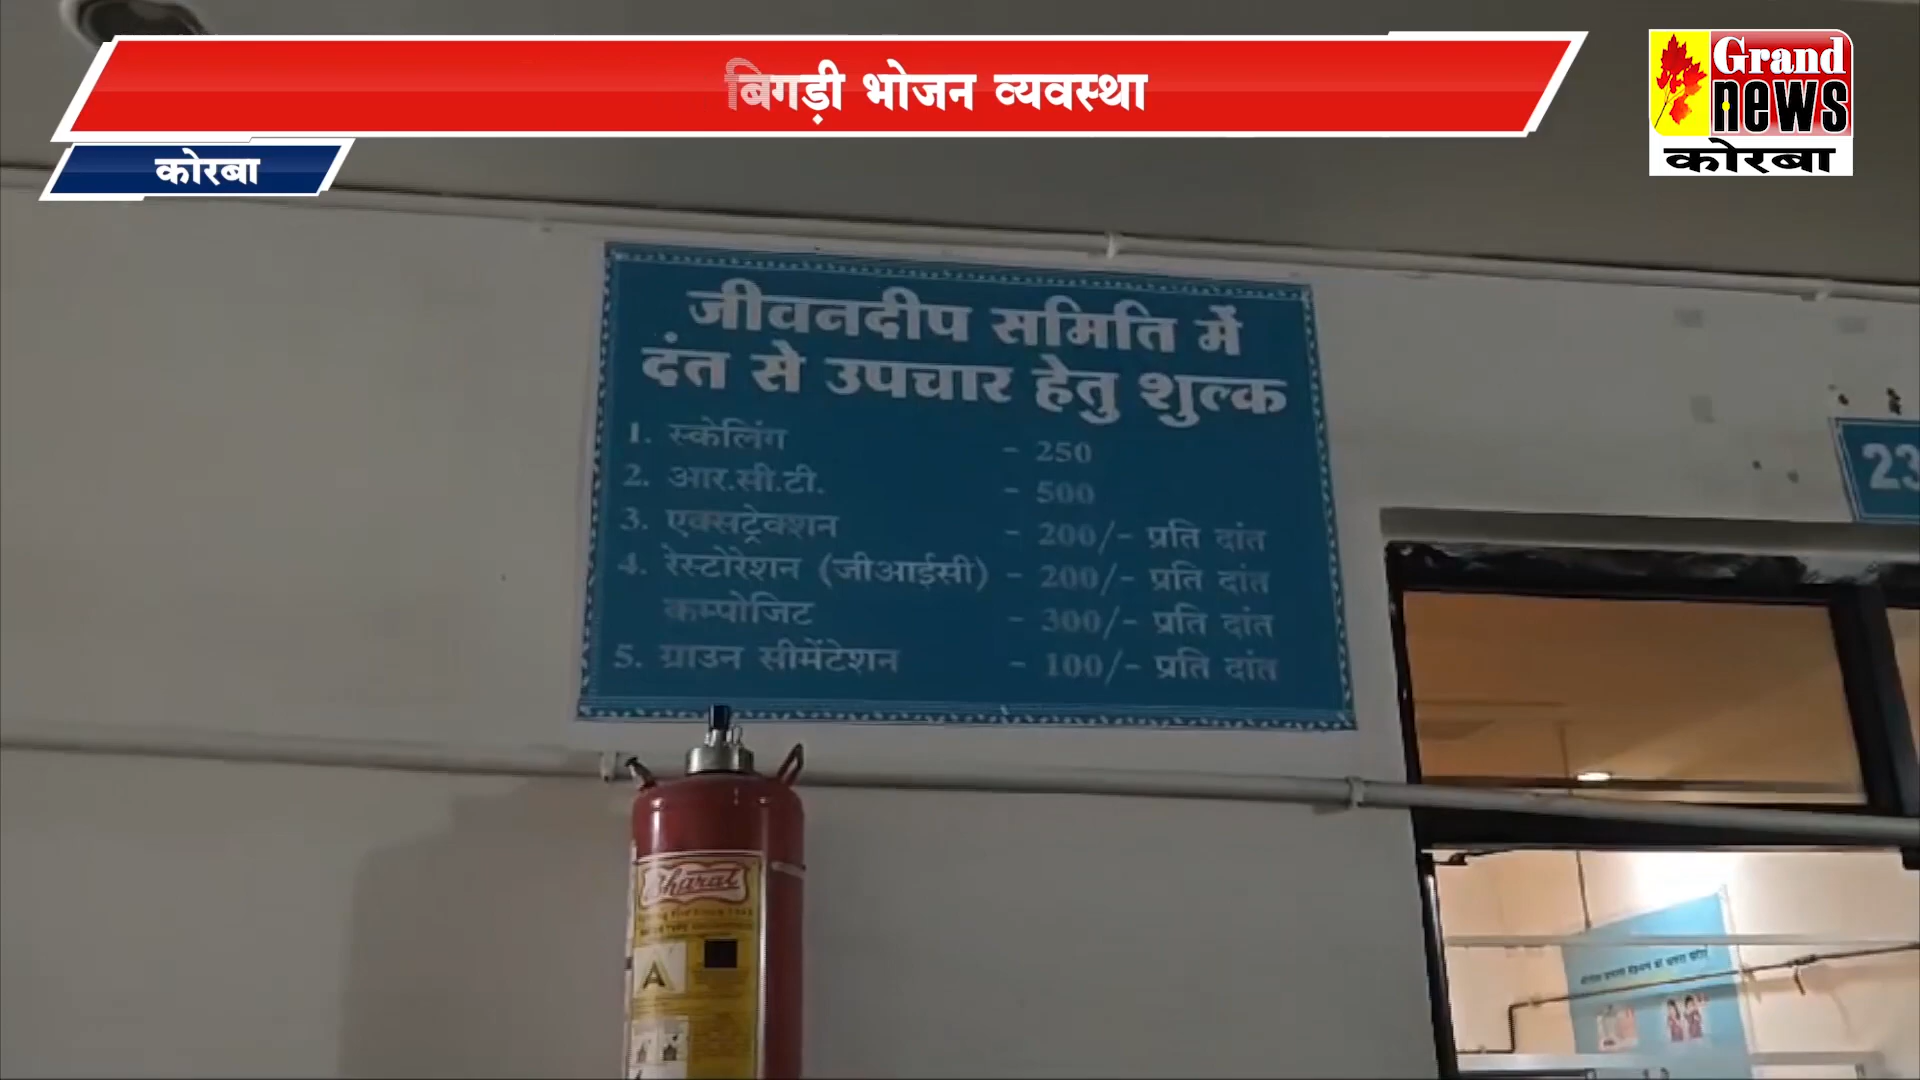 बिगड़ी भोजन व्यवस्था
कोरबा
Grand
news
कोरबा
जीवनदीप समिति में
दंत से उपचार हेतु शुल्क
1. स्केलिंग - 250
2. आर.सी.टी. - 500
3. एक्सट्रेक्शन - 200/- प्रति दांत
4. रेस्टोरेशन (जीआईसी) - 200/- प्रति दांत
कम्पोजिट - 300/- प्रति दांत
5. ग्राउन सीमेंटेशन - 100/- प्रति दांत
23
Bharat
A